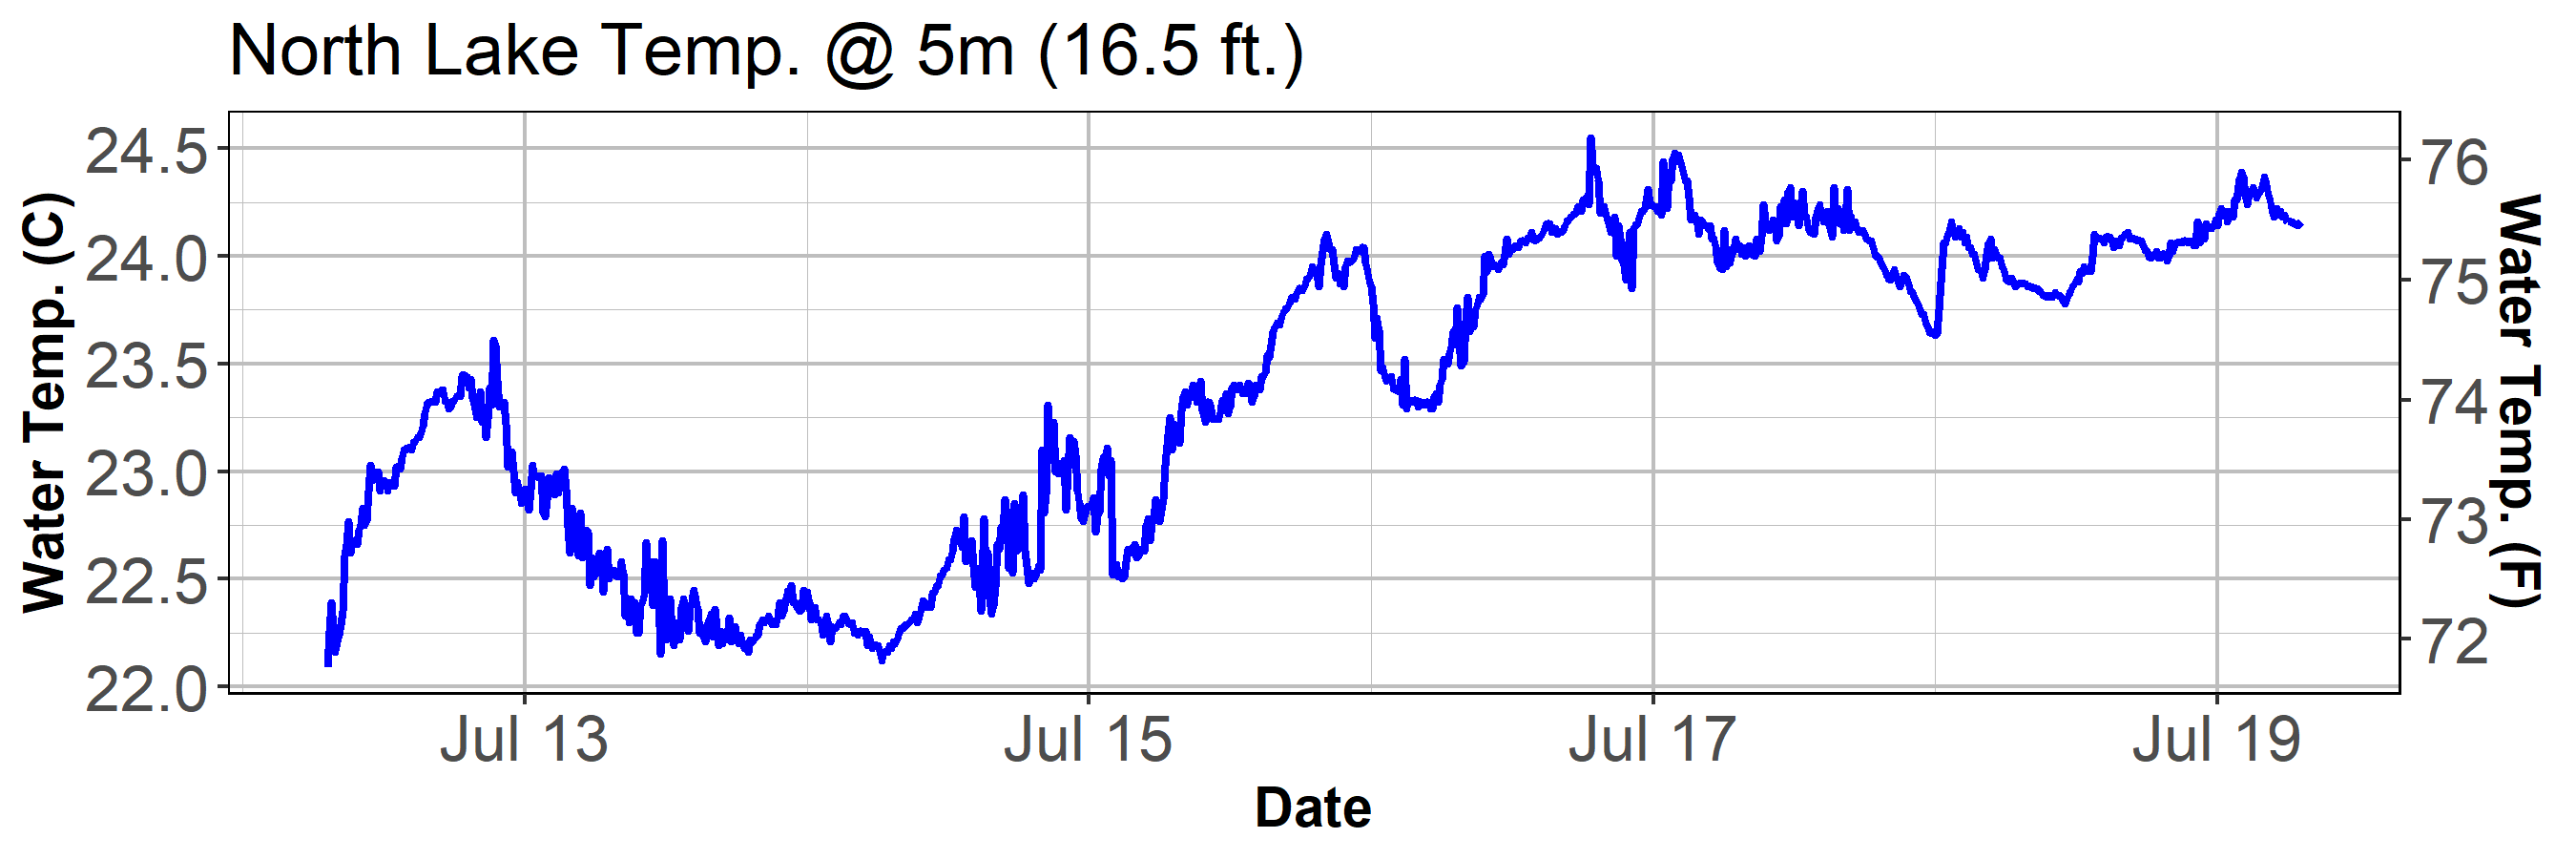 North Lake Temp. @ 5m (16.5 ft.)
Water Temp. (C)
24.5
24.0
23.5
23.0
22.5
22.0
76
75
74
73
72
Water Temp. (F)
Jul 13
Jul 15
Jul 17
Jul 19
Date